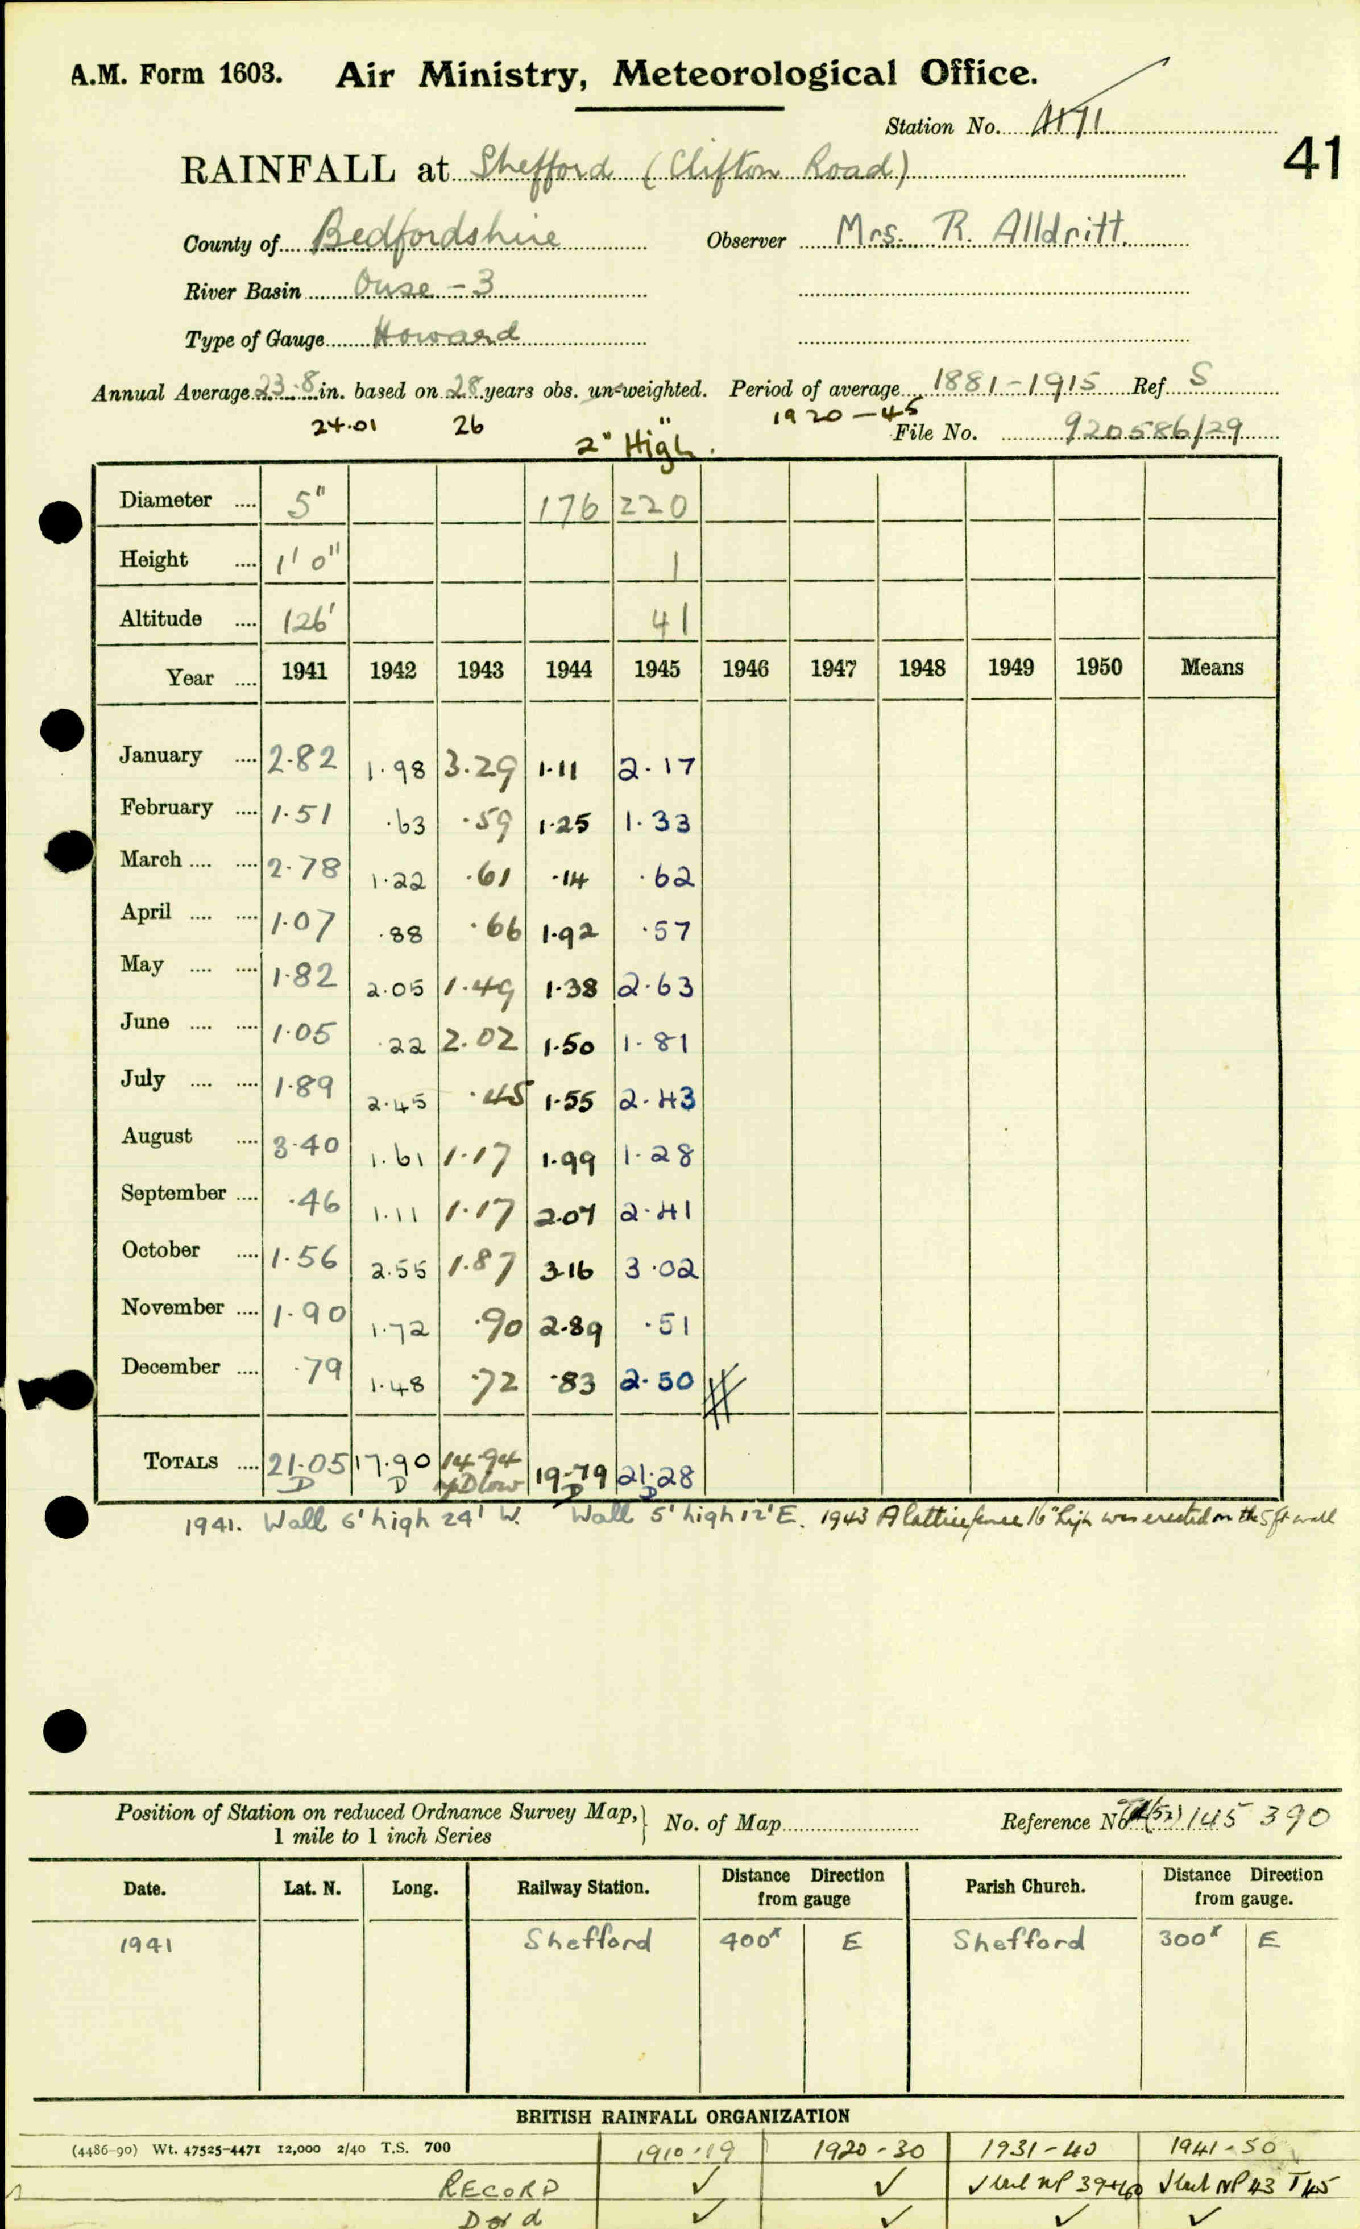 A.M. Form 1603. Air Ministry, Meteorological Office.
Station No.
41
RAINFALL at Shefford (Clifton Road)
County of Bedfordshire Observer Mrs. R. Alldritt.
River Basin Ouse - 3
Type of Gauge Howard
Annual Average 23.8 in. based on 28 years obs. un-weighted. Period of average 1881-1915 Ref S
24.01 26 1920-45
File No. 920586/29
2" High.
Diameter .... 5" 176 220
Height .... 1' 0" 1
Altitude .... 126' 41
Year .... 1941 1942 1943 1944 1945 1946 1947 1948 1949 1950 Means
January .... 2.82 1.98 3.29 1.11 2.17
February .... 1.51 .63 .59 1.25 1.33
March .... .... 2.78 1.22 .61 .14 .62
April .... .... 1.07 .88 .66 1.92 .57
May .... .... 1.82 2.05 1.49 1.38 2.63
June .... .... 1.05 .22 2.02 1.50 1.81
July .... .... 1.89 2.45 .45 1.55 2.43
August .... 3.40 1.61 1.17 1.99 1.28
September .... .46 1.11 1.17 2.07 2.41
October .... 1.56 2.55 1.87 3.16 3.02
November .... 1.90 1.72 .90 2.89 .51
December .... .79 1.48 .72 .83 2.50
TOTALS .... 21.05 17.90 14.94 19.79 21.28
D D npD low D D
1941. Wall 6' high 24' W. Wall 5' high 12' E. 1943 A lattice fence 16" high was erected on the 5ft wall
Position of Station on reduced Ordnance Survey Map, 1 mile to 1 inch Series } No. of Map Reference No 145 390
Date. Lat. N. Long. Railway Station. Distance Direction from gauge Parish Church. Distance Direction from gauge.
1941 Shefford 400x E Shefford 300x E
BRITISH RAINFALL ORGANIZATION
(4486-90) Wt. 47525-4471 12,000 2/40 T.S. 700 1910-19 1920-30 1931-40 1941-50
RECORD ✓ ✓ ✓
✓ ✓ ✓ ✓